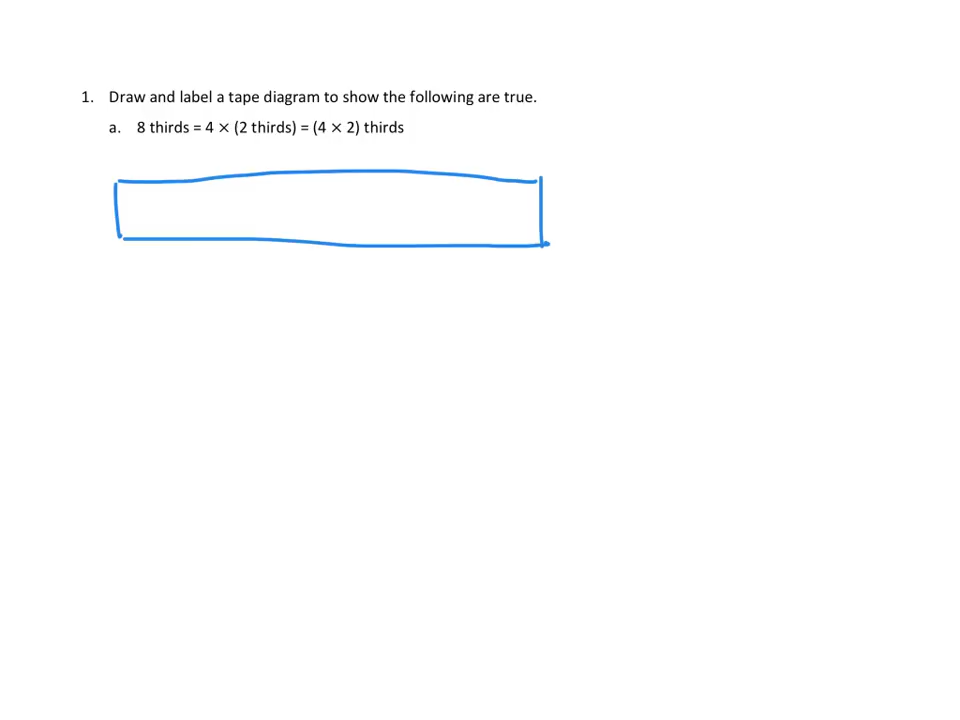 1. Draw and label a tape diagram to show the following are true.
a. 8 thirds = 4 × (2 thirds) = (4 × 2) thirds